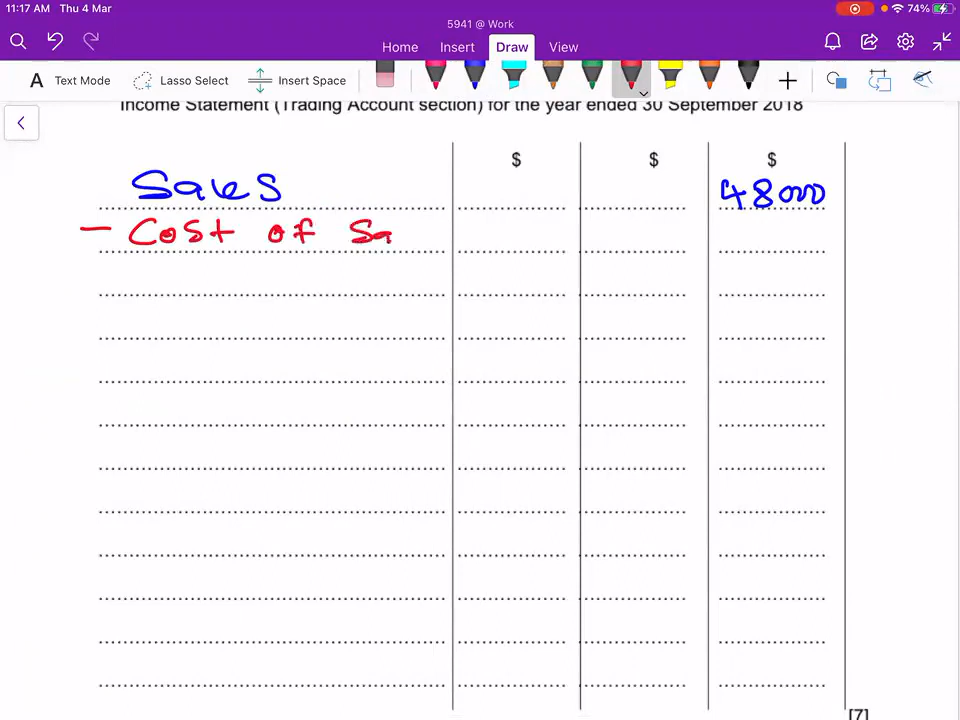 11:17 AM Thu 4 Mar
74%
5941 @ Work
Home Insert Draw View
A Text Mode Lasso Select Insert Space
Income Statement (Trading Account section) for the year ended 30 September 2018
$ $ $
Sales 48000
- Cost of Sa
[7]